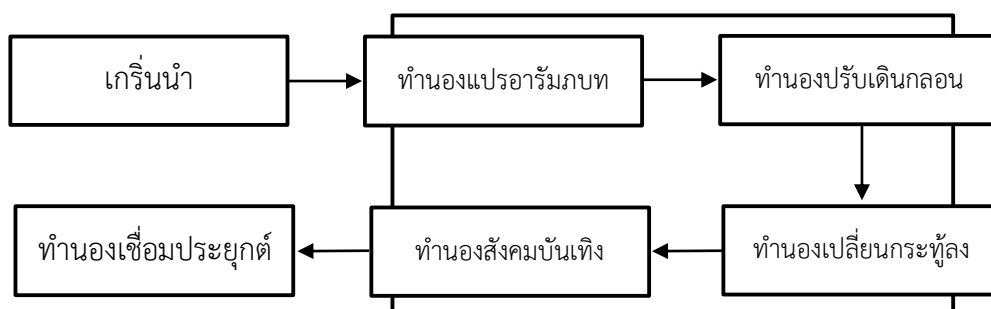 เกริ่นนำ
ทำนองแปรอารัมภบท
ทำนองปรับเดินกลอน
ทำนองเปลี่ยนกระทู้ลง
ทำนองสังคมบันเทิง
ทำนองเชื่อมประยุกต์